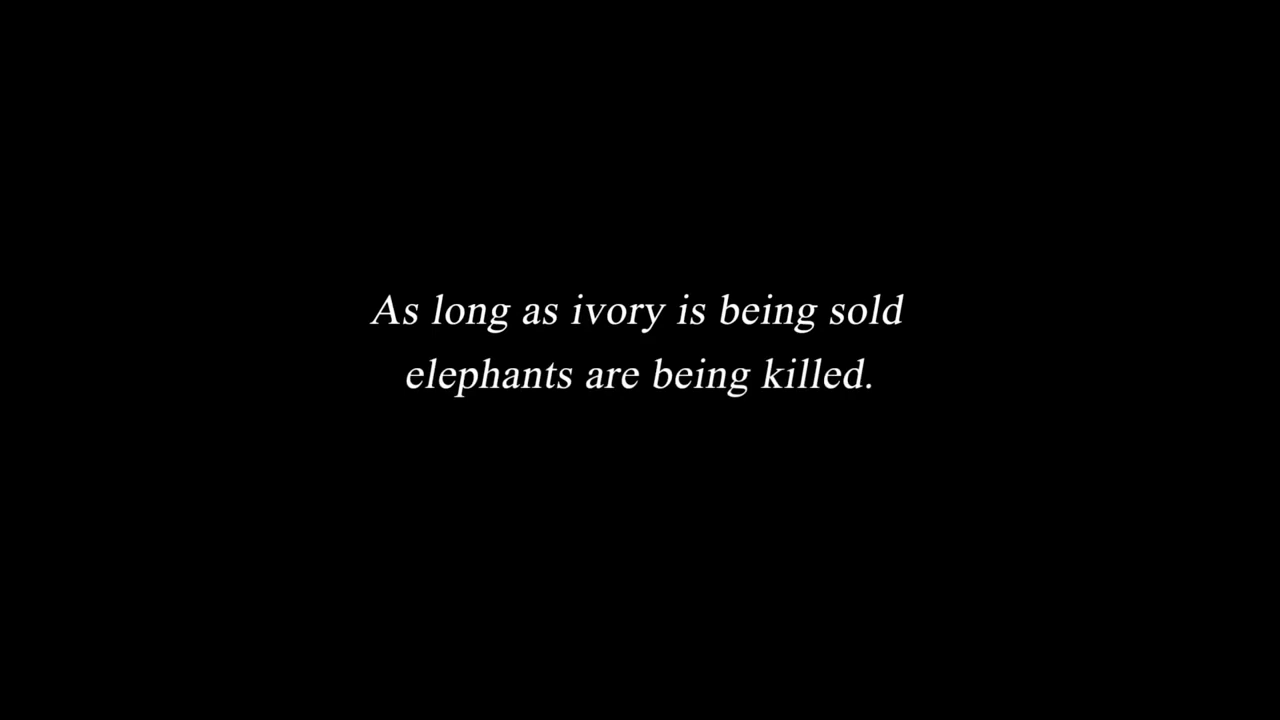 As long as ivory is being sold
elephants are being killed.